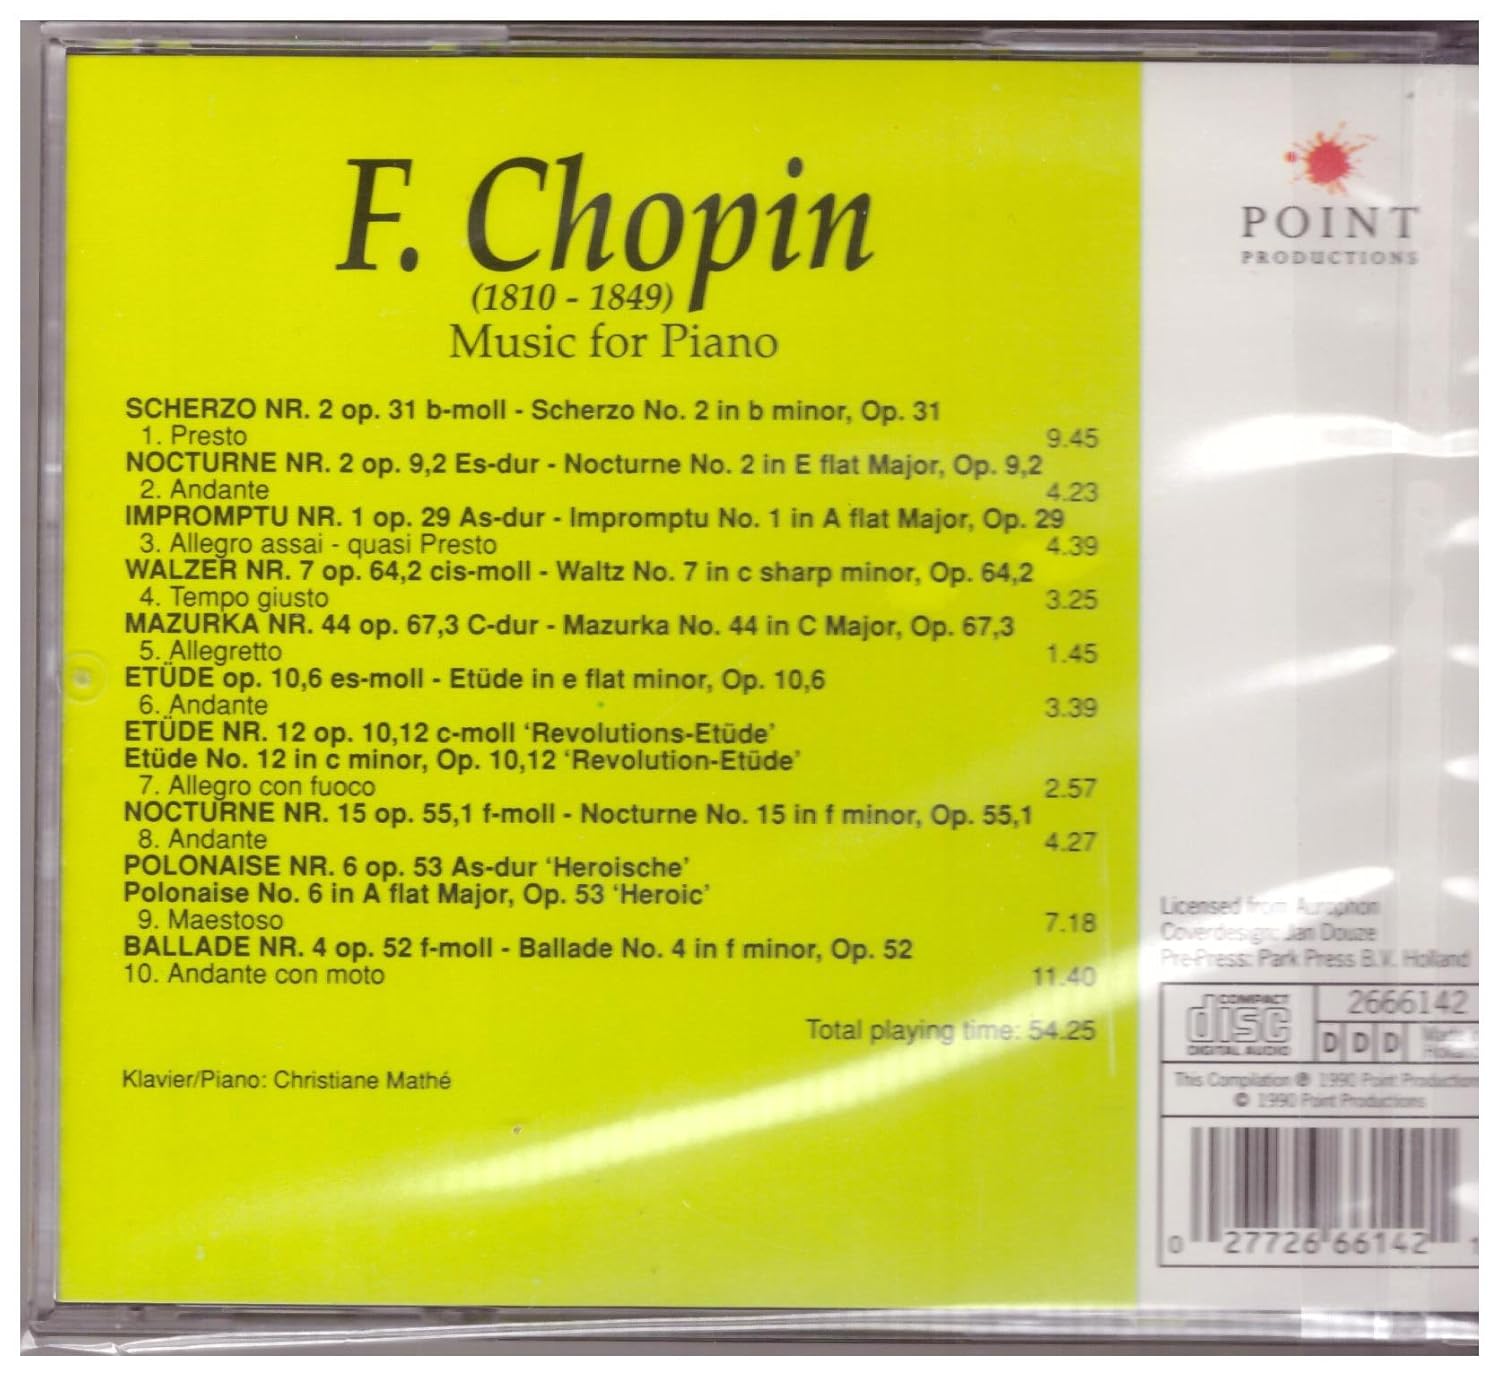 F. Chopin
(1810 - 1849)
Music for Piano
SCHERZO NR. 2 op. 31 b-moll - Scherzo No. 2 in b minor, Op. 31
1. Presto 9.45
NOCTURNE NR. 2 op. 9,2 Es-dur - Nocturne No. 2 in E flat Major, Op. 9,2
2. Andante 4.23
IMPROMPTU NR. 1 op. 29 As-dur - Impromptu No. 1 in A flat Major, Op. 29
3. Allegro assai - quasi Presto 4.39
WALZER NR. 7 op. 64,2 cis-moll - Waltz No. 7 in c sharp minor, Op. 64,2
4. Tempo giusto 3.25
MAZURKA NR. 44 op. 67,3 C-dur - Mazurka No. 44 in C Major, Op. 67,3
5. Allegretto 1.45
ETÜDE op. 10,6 es-moll - Etüde in e flat minor, Op. 10,6
6. Andante 3.39
ETÜDE NR. 12 op. 10,12 c-moll ‘Revolutions-Etüde’
Etüde No. 12 in c minor, Op. 10,12 ‘Revolution-Etüde’
7. Allegro con fuoco 2.57
NOCTURNE NR. 15 op. 55,1 f-moll - Nocturne No. 15 in f minor, Op. 55,1
8. Andante 4.27
POLONAISE NR. 6 op. 53 As-dur ‘Heroische’
Polonaise No. 6 in A flat Major, Op. 53 ‘Heroic’
9. Maestoso 7.18
BALLADE NR. 4 op. 52 f-moll - Ballade No. 4 in f minor, Op. 52
10. Andante con moto 11.40
Total playing time: 54.25
Klavier/Piano: Christiane Mathé
POINT
PRODUCTIONS
Licensed from Aurophon
Coverdesign: Jan Douze
Pre-Press: Park Press B.V. Holland
COMPACT
disc
DIGITAL AUDIO
2666142
DDD
This Compilation ℗ 1990 Point Productions
© 1990 Point Productions
0 27726 66142